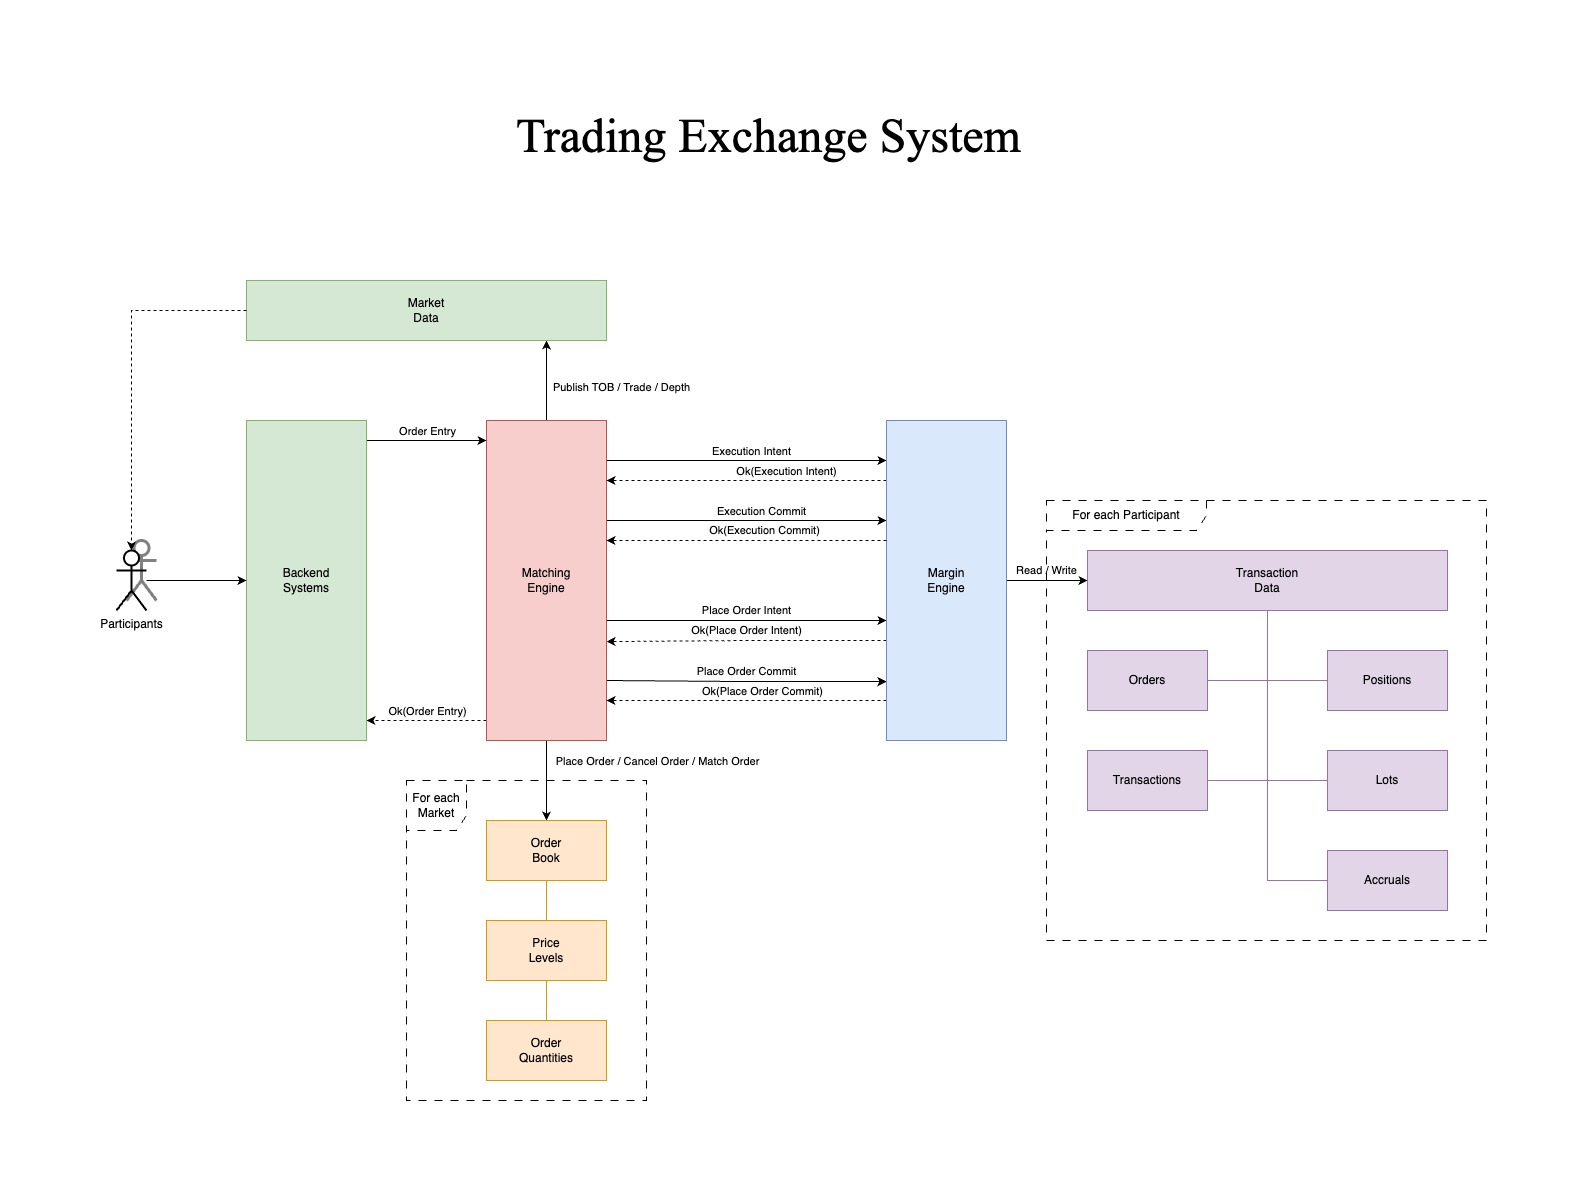 Trading Exchange System
Market
Data
Publish TOB / Trade / Depth
Order Entry
Backend
Systems
Matching
Engine
Execution Intent
Ok(Execution Intent)
Execution Commit
Ok(Execution Commit)
Place Order Intent
Ok(Place Order Intent)
Place Order Commit
Ok(Place Order Commit)
Margin
Engine
Participants
Ok(Order Entry)
Read / Write
For each Participant
Transaction
Data
Orders
Positions
Transactions
Lots
Accruals
Place Order / Cancel Order / Match Order
For each
Market
Order
Book
Price
Levels
Order
Quantities